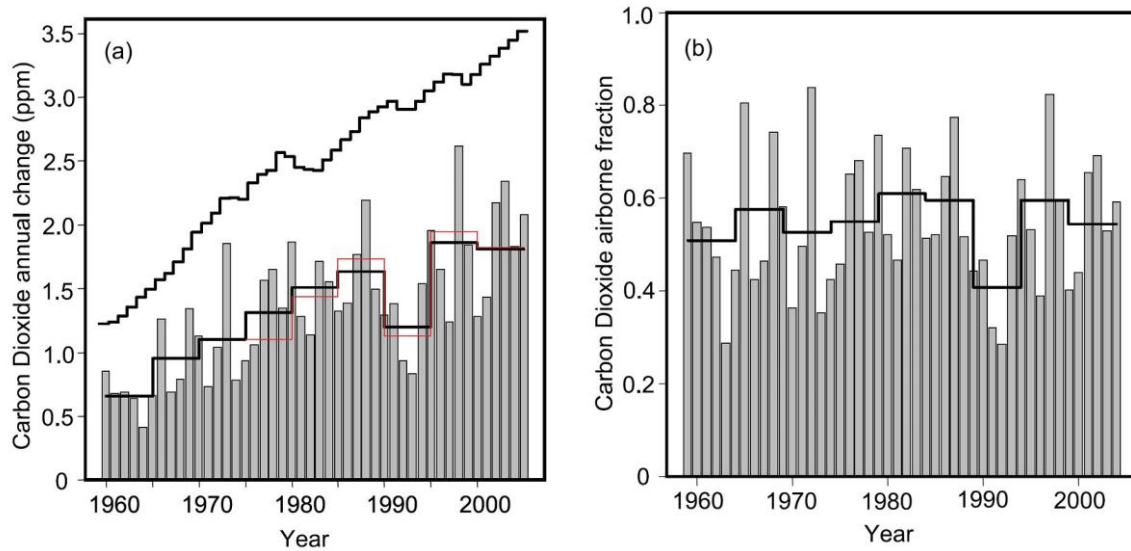 (a)
Carbon Dioxide annual change (ppm)
3.5
3.0
2.5
2.0
1.5
1.0
0.5
0
1960 1970 1980 1990 2000
Year
(b)
Carbon Dioxide airborne fraction
1.0
0.8
0.6
0.4
0.2
0
1960 1970 1980 1990 2000
Year